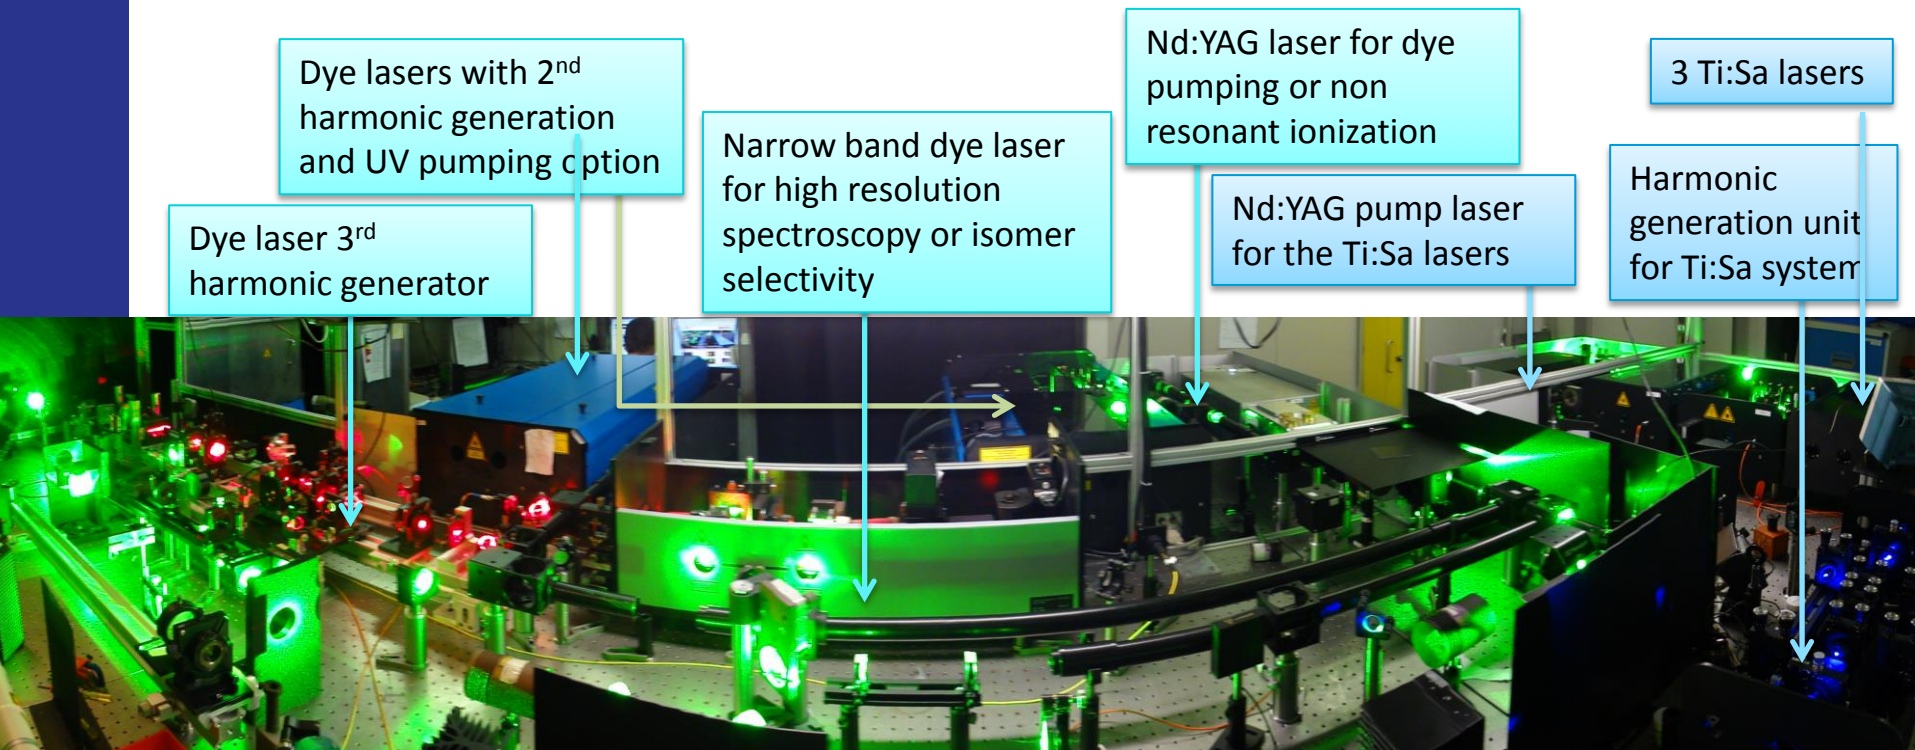 Dye lasers with 2nd
harmonic generation
and UV pumping option
Dye laser 3rd
harmonic generator
Narrow band dye laser
for high resolution
spectroscopy or isomer
selectivity
Nd:YAG laser for dye
pumping or non
resonant ionization
Nd:YAG pump laser
for the Ti:Sa lasers
3 Ti:Sa lasers
Harmonic
generation unit
for Ti:Sa system